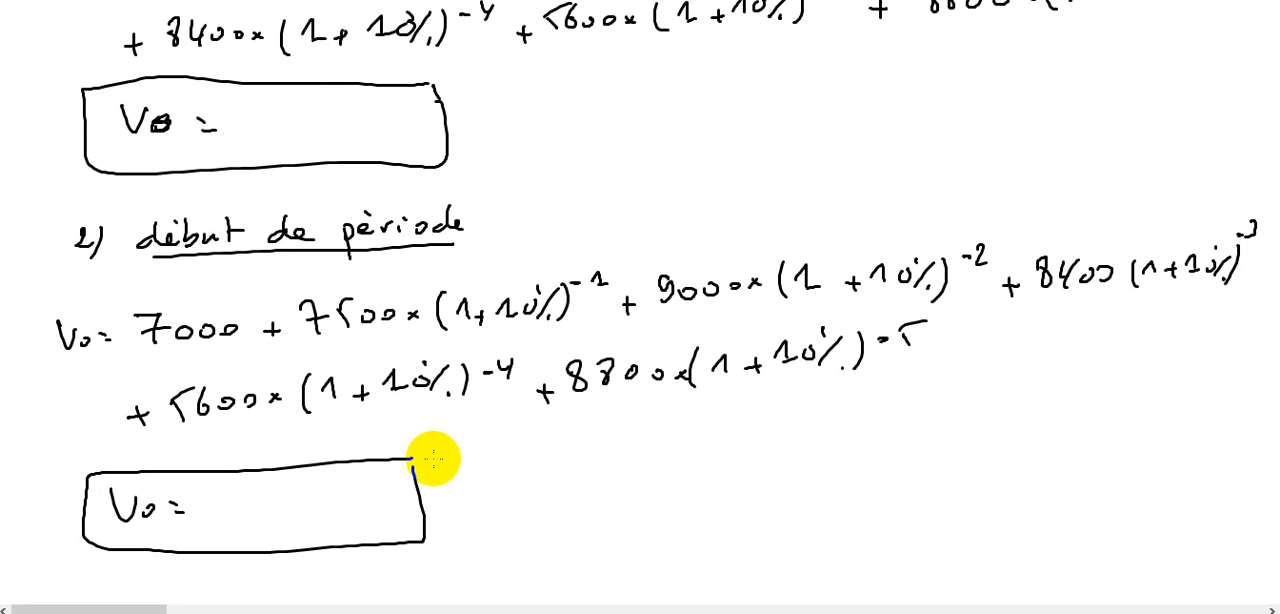 + 8400× (1 + 10%)⁻⁴ + 5600× (1 + 10%) +
V0 =
2) début de pèriode
V0 = 7000 + 7500× (1 + 10%)⁻¹ + 9000× (1 + 10%)⁻² + 8400 (1 + 10%)⁻³
+ 5600× (1 + 10%)⁻⁴ + 8800× (1 + 10%)⁻⁵
V0 =